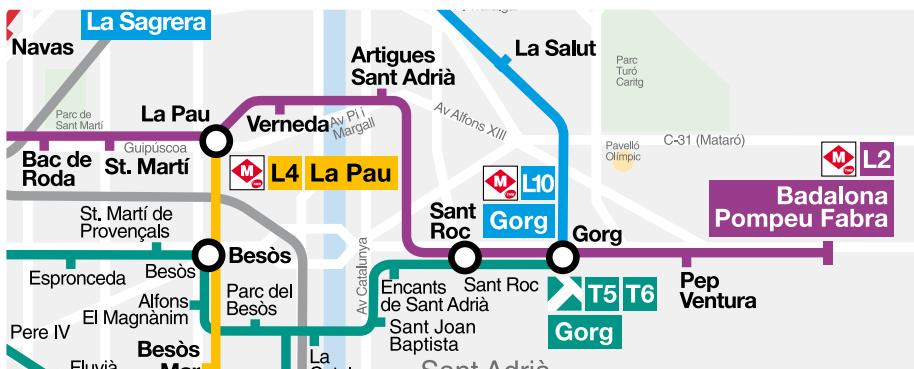 La Sagrera
Navas
Artigues
Sant Adrià
La Salut
Parc
Turó
Caritg
Parc de
Sant Martí
La Pau
Verneda
Av Pi i
Margall
Av Alfons XIII
C-31 (Mataró)
Guipúscoa
Bac de
Roda
St. Martí
M
L4
La Pau
M
L10
Gorg
Pavelló
Olímpic
M
L2
Badalona
Pompeu Fabra
St. Martí de
Provençals
Sant
Roc
Gorg
Besòs
Besòs
Espronceda
Av Catalunya
Alfons
El Magnànim
Parc del
Besòs
Encants
de Sant Adrià
Sant Roc
T5
T6
Gorg
Pep
Ventura
Pere IV
Sant Joan
Baptista
Besòs
Mar
La
Sant Adrià